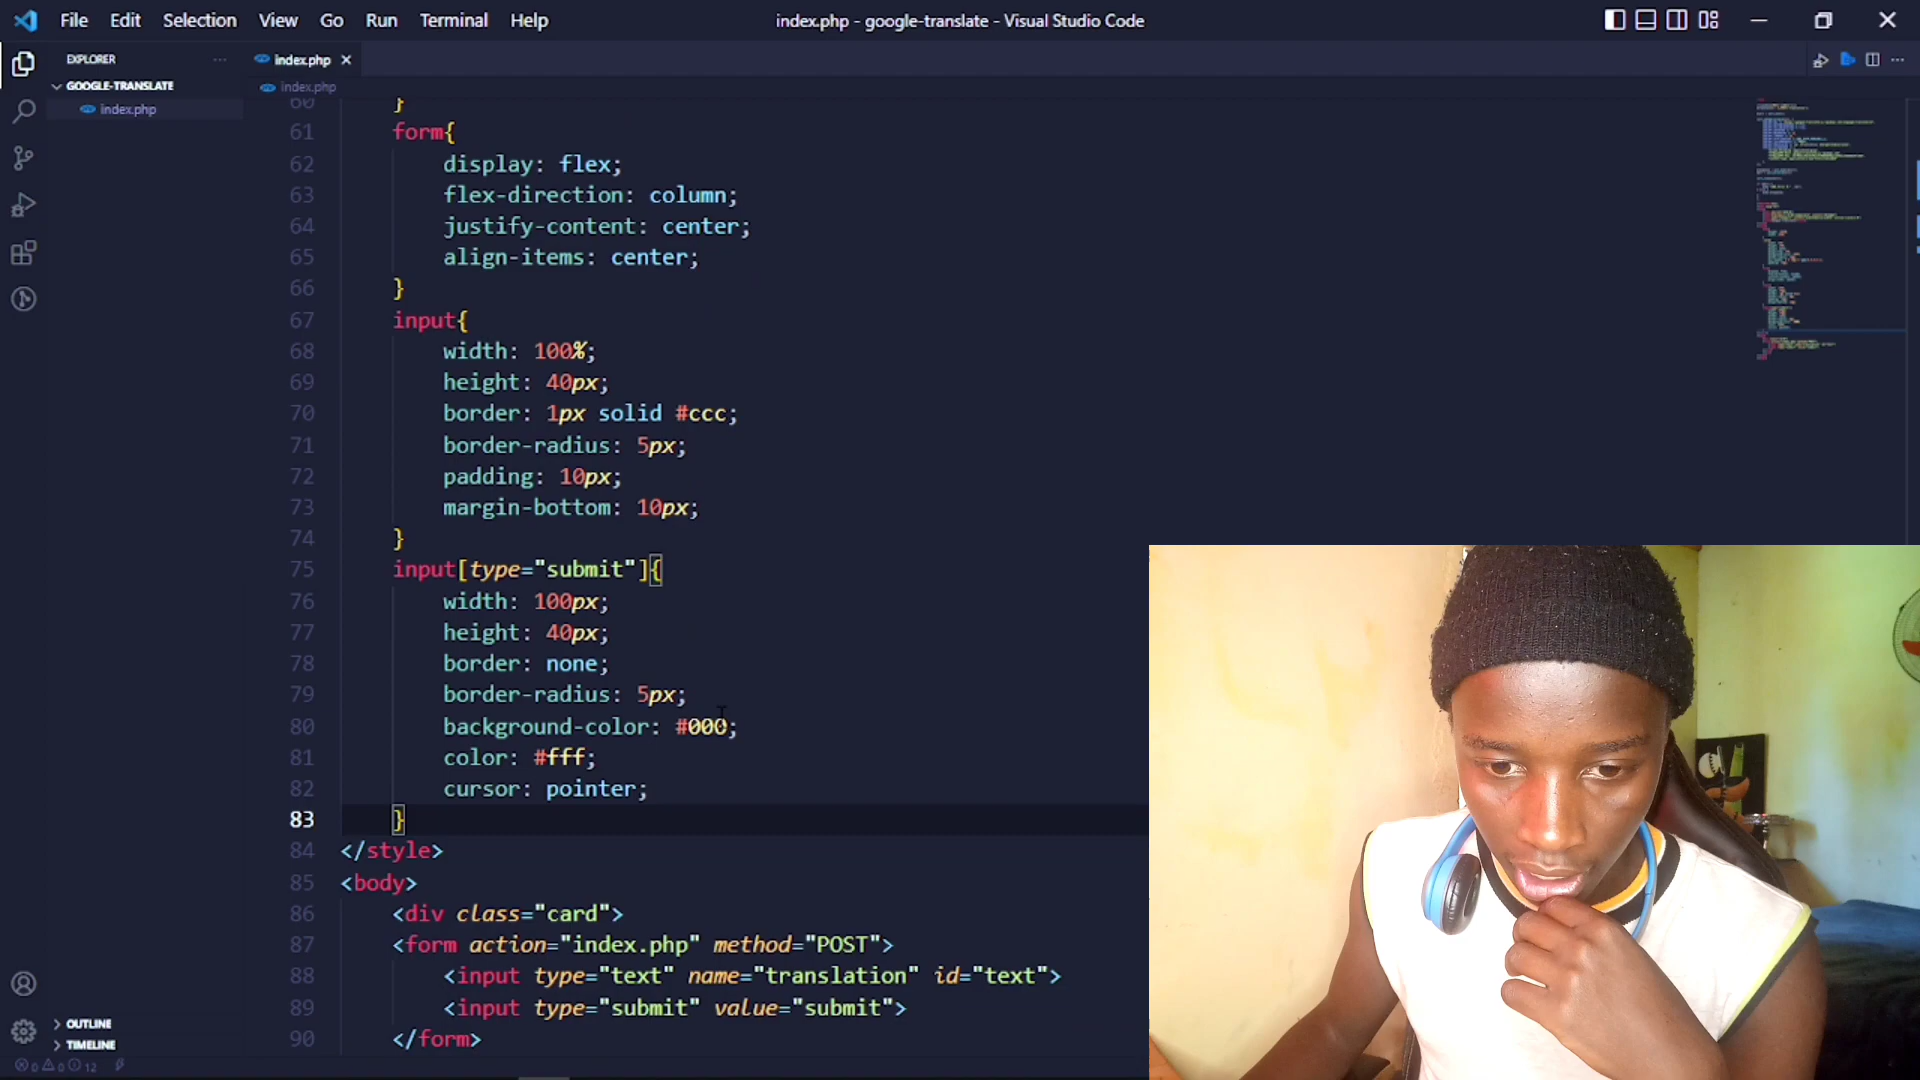 File Edit Selection View Go Run Terminal Help
index.php - google-translate - Visual Studio Code
EXPLORER
GOOGLE-TRANSLATE
index.php
index.php
index.php
60 }
61 form{
62 display: flex;
63 flex-direction: column;
64 justify-content: center;
65 align-items: center;
66 }
67 input{
68 width: 100%;
69 height: 40px;
70 border: 1px solid #ccc;
71 border-radius: 5px;
72 padding: 10px;
73 margin-bottom: 10px;
74 }
75 input[type="submit"]{
76 width: 100px;
77 height: 40px;
78 border: none;
79 border-radius: 5px;
80 background-color: #000;
81 color: #fff;
82 cursor: pointer;
83 }
84 </style>
85 <body>
86 <div class="card">
87 <form action="index.php" method="POST">
88 <input type="text" name="translation" id="text">
89 <input type="submit" value="submit">
90 </form>
OUTLINE
TIMELINE
0 0 12